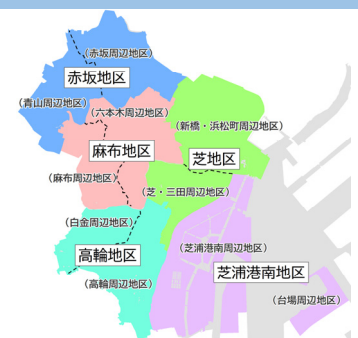 (赤坂周辺地区)
赤坂地区
(青山周辺地区)
(六本木周辺地区)
(新橋・浜松町周辺地区)
麻布地区
芝地区
(麻布周辺地区)
(芝・三田周辺地区)
(白金周辺地区)
(芝浦港南周辺地区)
高輪地区
芝浦港南地区
(高輪周辺地区)
(台場周辺地区)